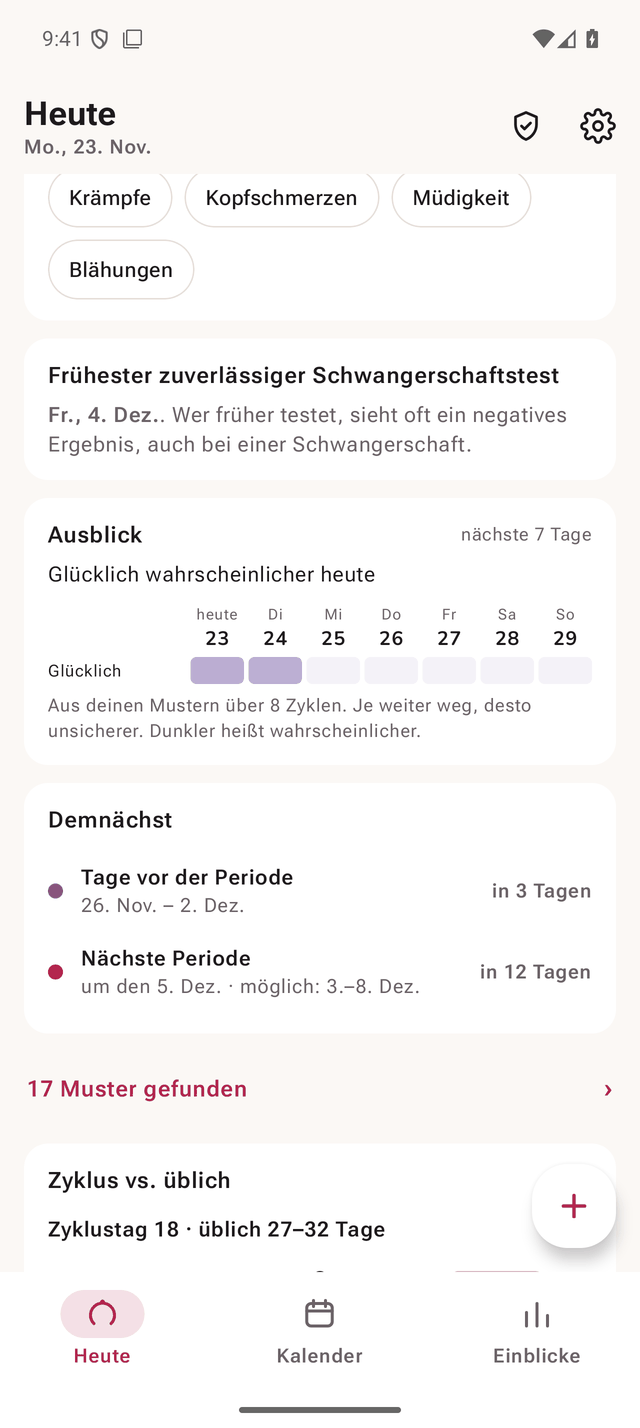 9:41
Heute
Mo., 23. Nov.
Krämpfe
Kopfschmerzen
Müdigkeit
Blähungen
Frühester zuverlässiger Schwangerschaftstest
Fr., 4. Dez.. Wer früher testet, sieht oft ein negatives
Ergebnis, auch bei einer Schwangerschaft.
Ausblick
nächste 7 Tage
Glücklich wahrscheinlicher heute
heute Di Mi Do Fr Sa So
23 24 25 26 27 28 29
Glücklich
Aus deinen Mustern über 8 Zyklen. Je weiter weg, desto
unsicherer. Dunkler heißt wahrscheinlicher.
Demnächst
Tage vor der Periode
26. Nov. – 2. Dez.
in 3 Tagen
Nächste Periode
um den 5. Dez. · möglich: 3.–8. Dez.
in 12 Tagen
17 Muster gefunden
Zyklus vs. üblich
Zyklustag 18 · üblich 27–32 Tage
Heute
Kalender
Einblicke